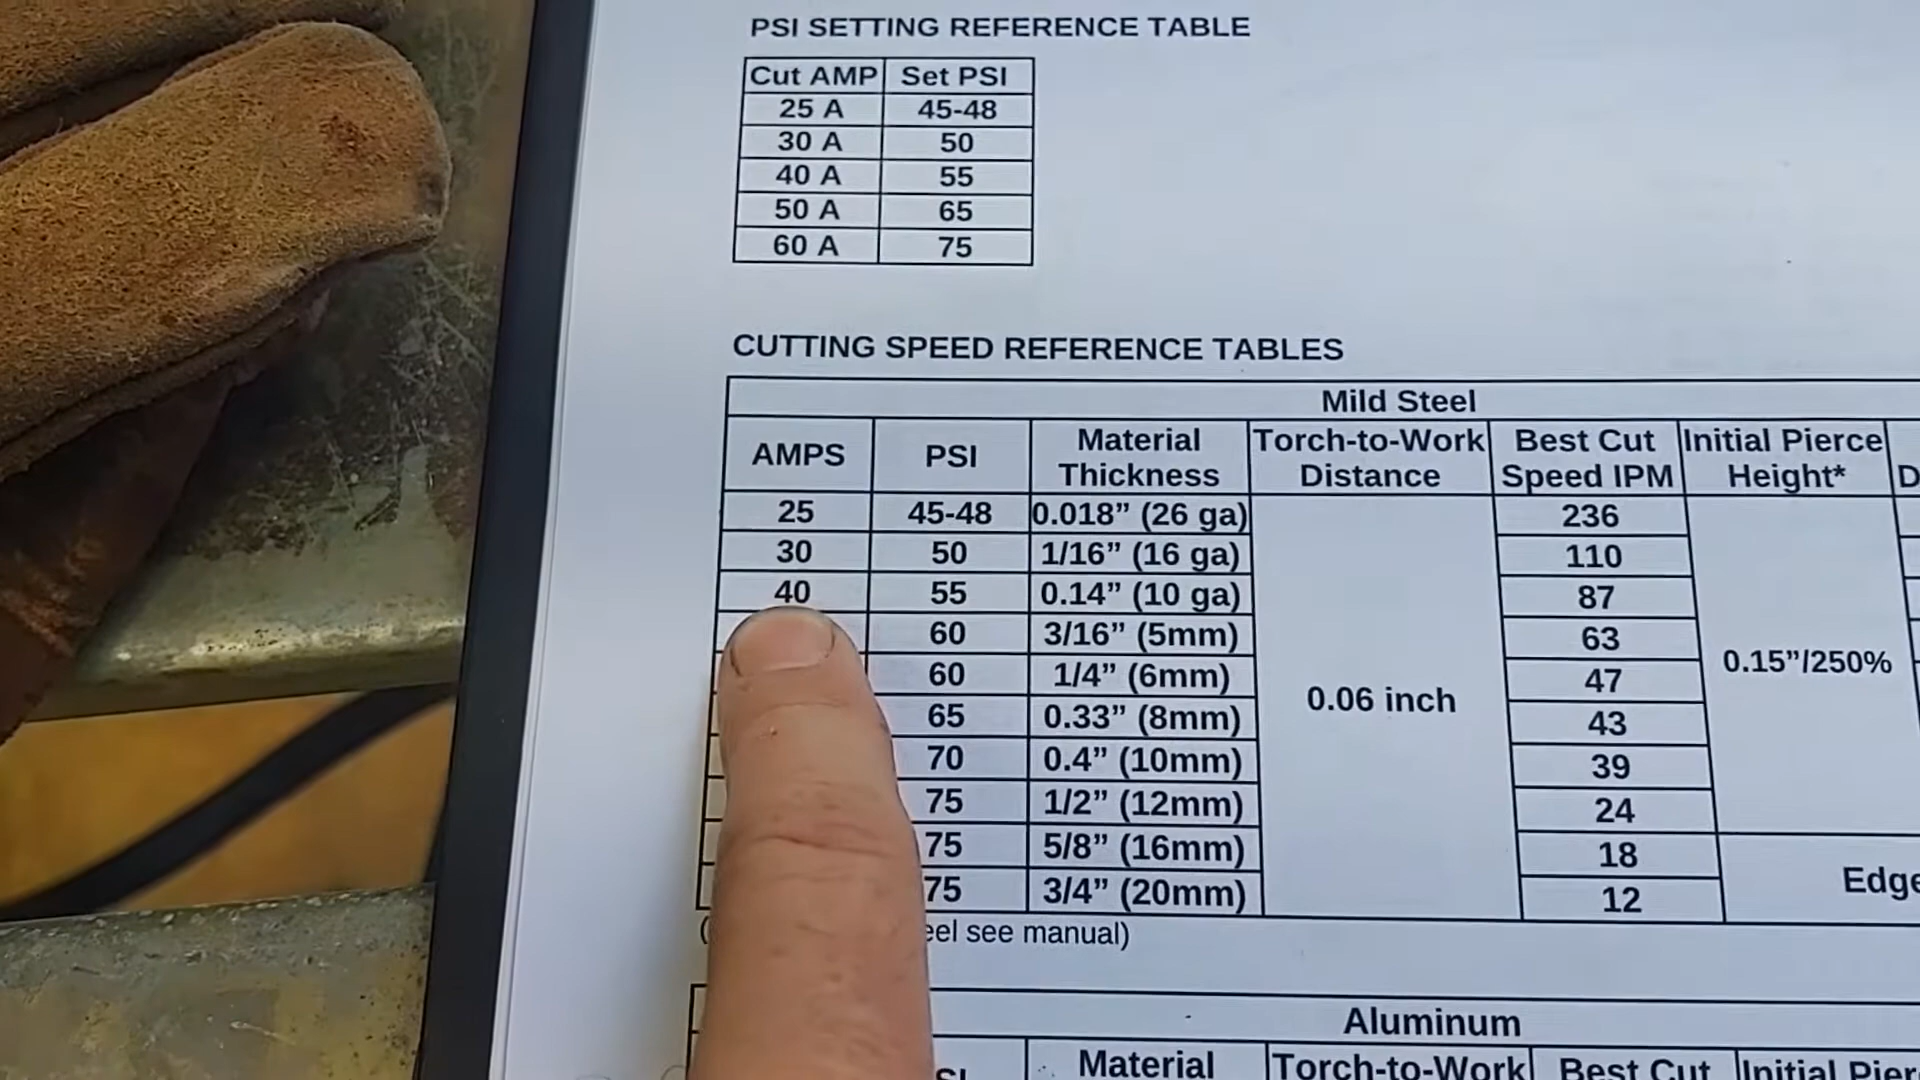 PSI SETTING REFERENCE TABLE
Cut AMP Set PSI
25 A 45-48
30 A 50
40 A 55
50 A 65
60 A 75
CUTTING SPEED REFERENCE TABLES
Mild Steel
AMPS PSI Material Thickness Torch-to-Work Distance Best Cut Speed IPM Initial Pierce Height* D
25 45-48 0.018” (26 ga) 236
30 50 1/16” (16 ga) 110
40 55 0.14” (10 ga) 87
60 3/16” (5mm) 63
60 1/4” (6mm) 47 0.15”/250%
65 0.33” (8mm) 0.06 inch 43
70 0.4” (10mm) 39
75 1/2” (12mm) 24
75 5/8” (16mm) 18
75 3/4” (20mm) 12 Edge
( eel see manual)
Aluminum
SI Material Torch-to-Work Best Cut Initial Pier